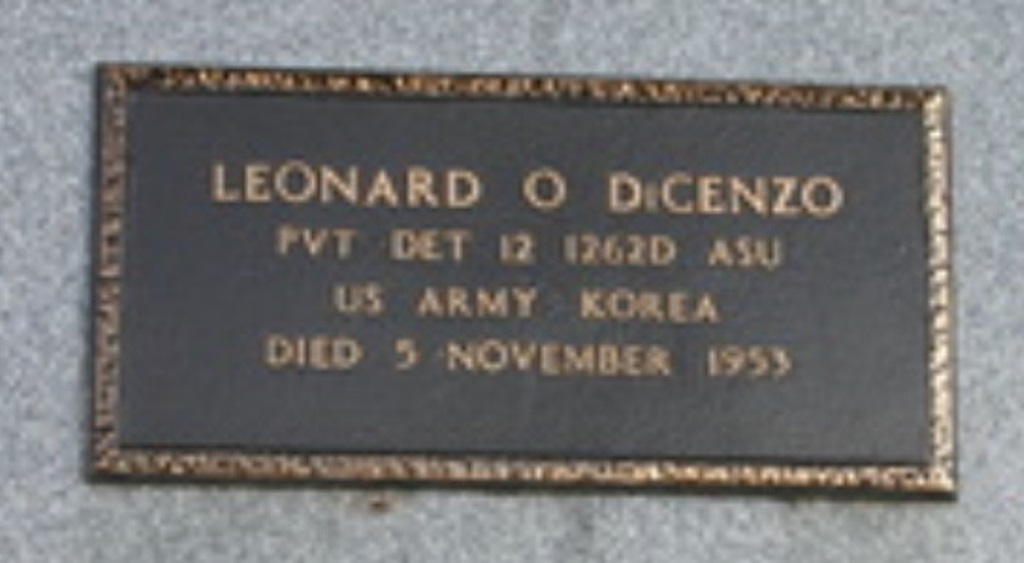 LEONARD O DiCENZO
PVT DET 12 1262D ASU
US ARMY KOREA
DIED 5 NOVEMBER 1953